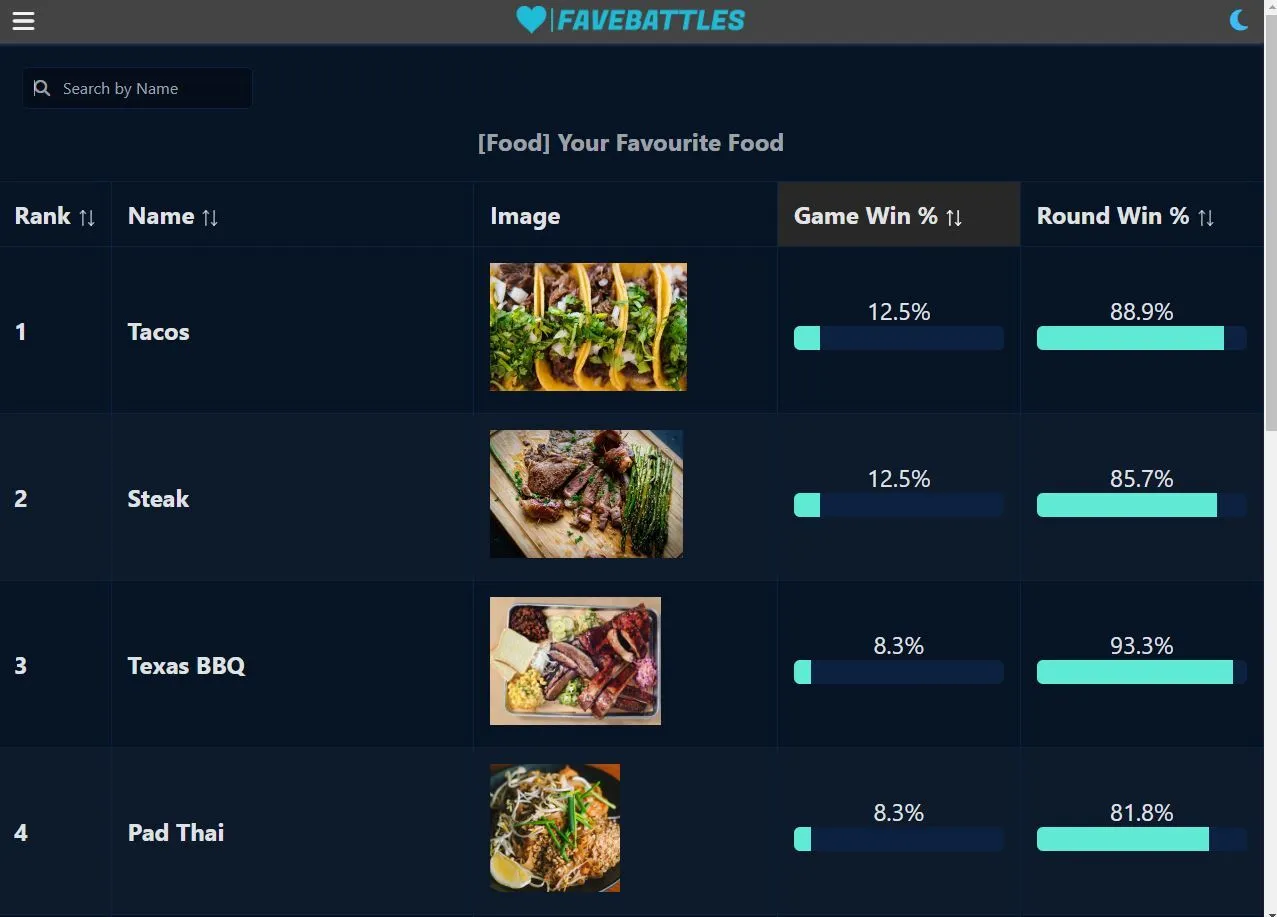 FAVEBATTLES
Search by Name
[Food] Your Favourite Food
Rank Name Image Game Win % Round Win %
1 Tacos 12.5% 88.9%
2 Steak 12.5% 85.7%
3 Texas BBQ 8.3% 93.3%
4 Pad Thai 8.3% 81.8%